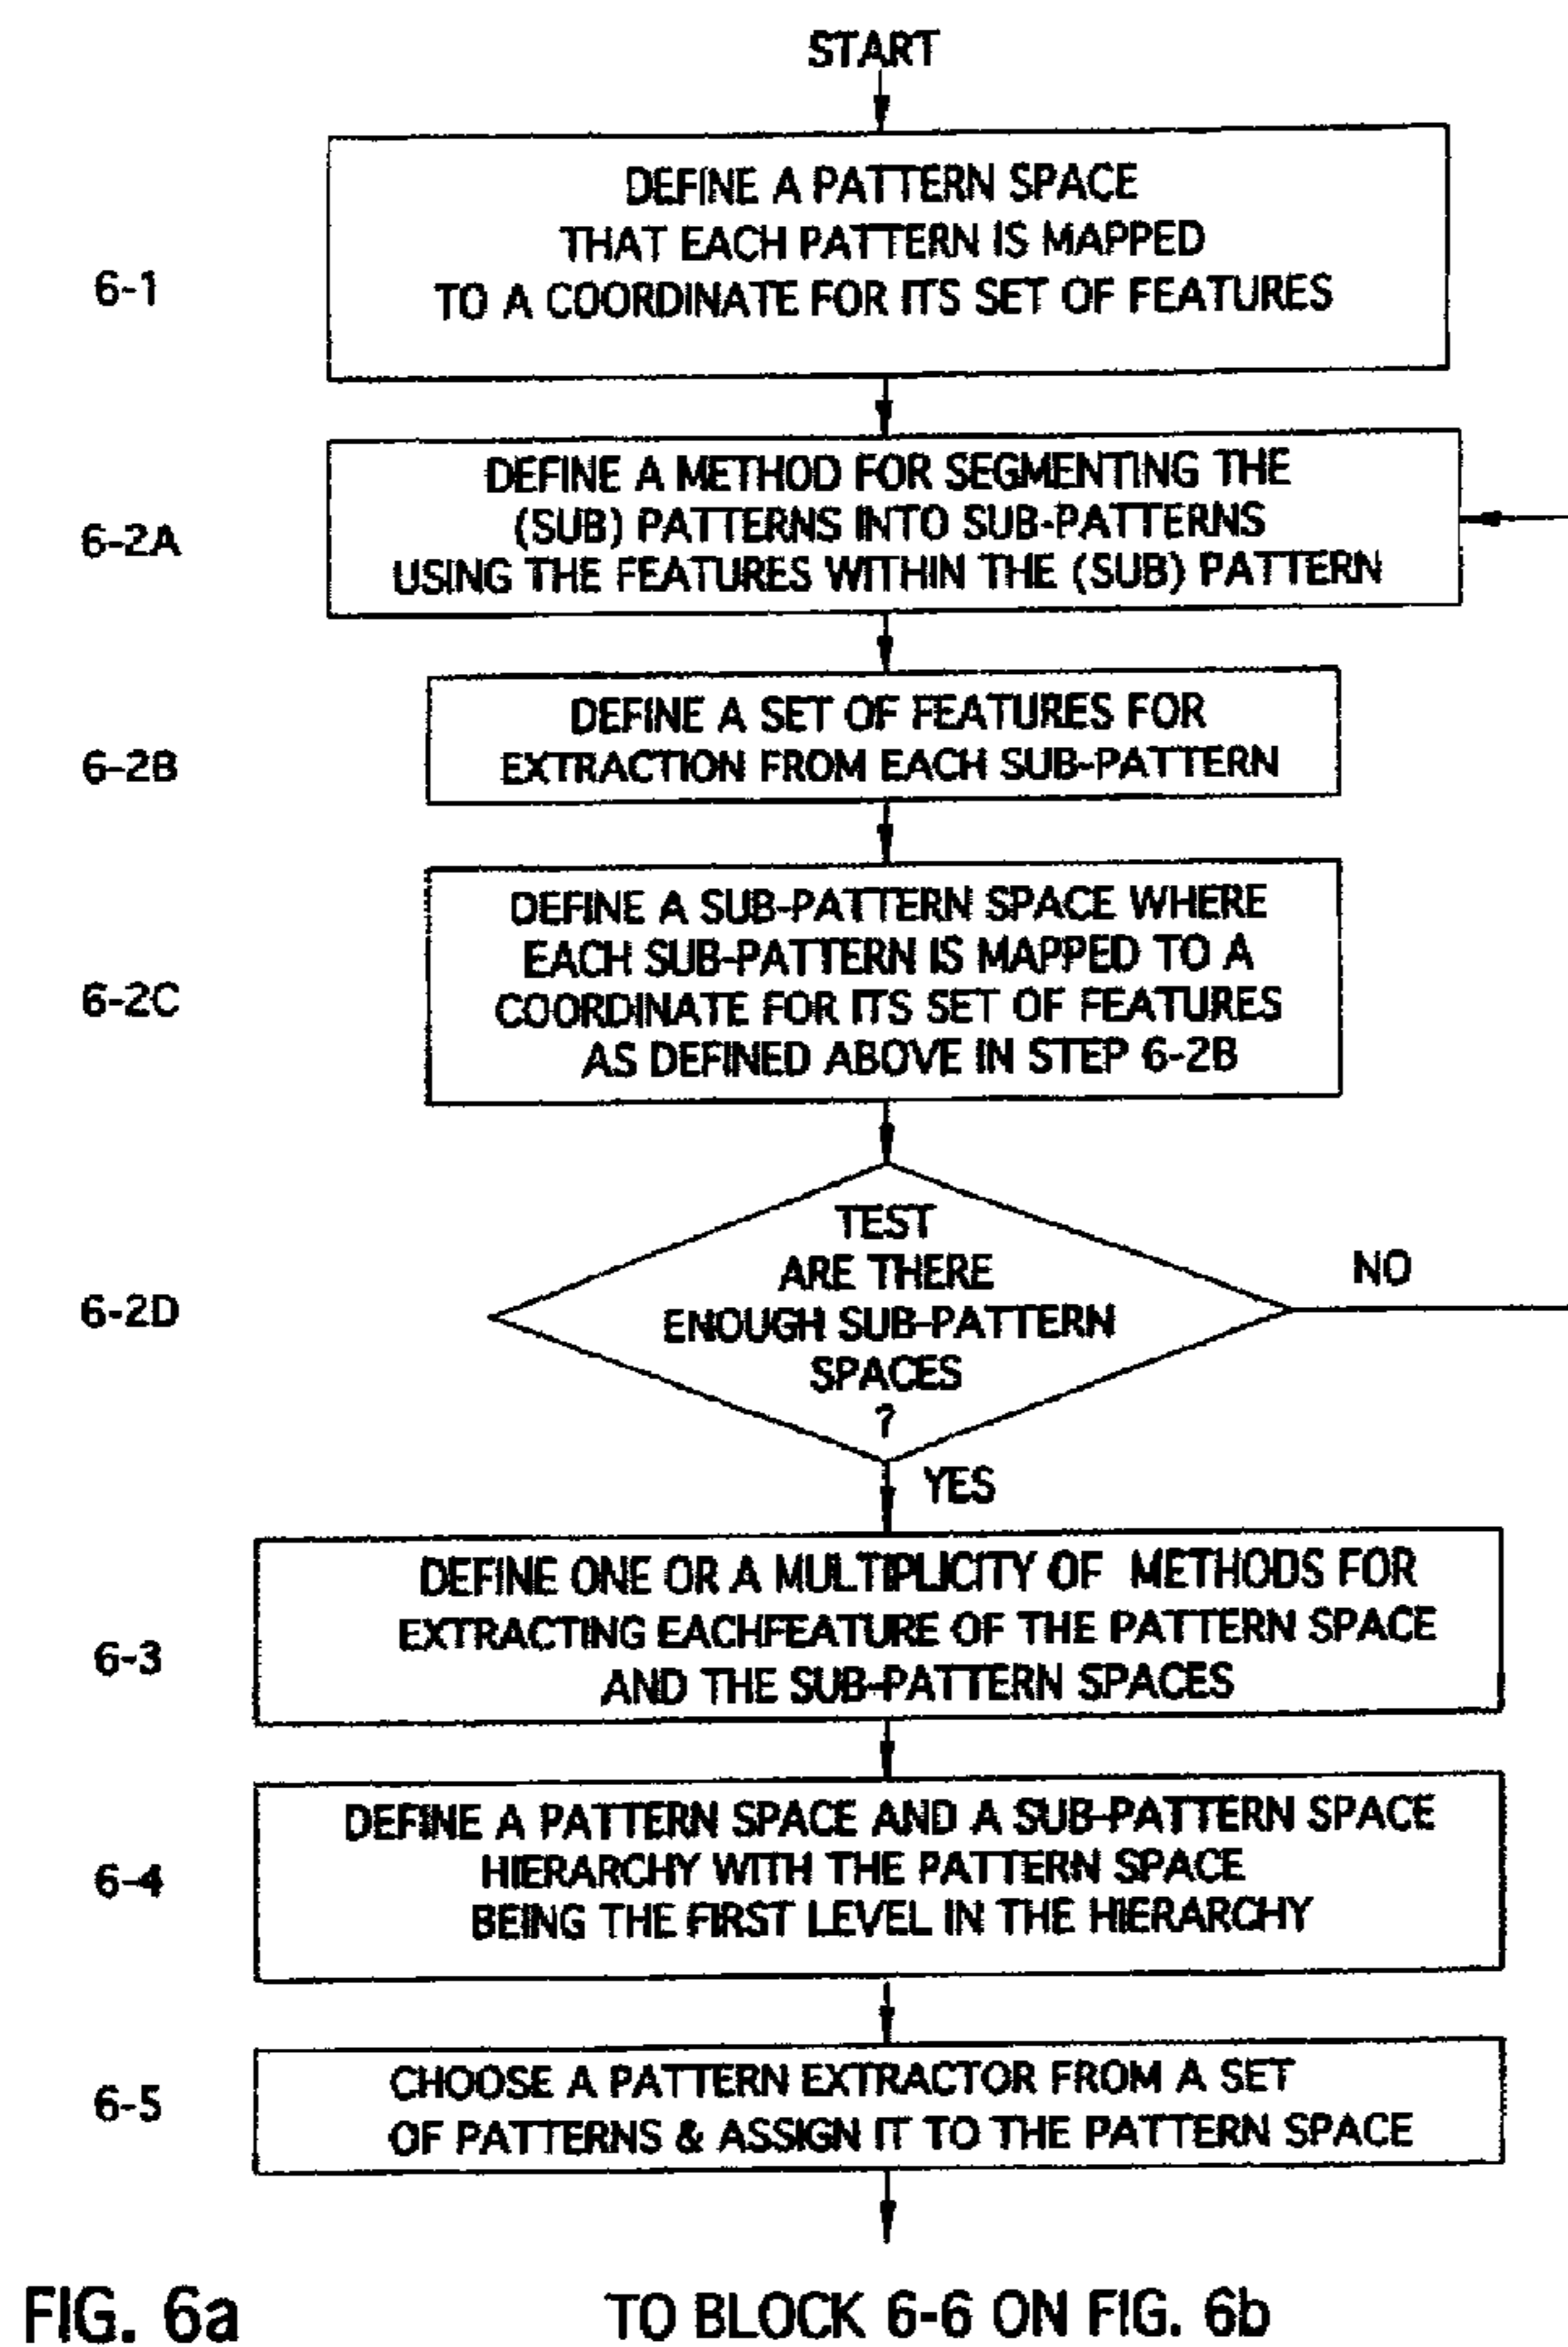 START
DEFINE A PATTERN SPACE
THAT EACH PATTERN IS MAPPED
6-1
TO A COORDINATE FOR ITS SET OF FEATURES
DEFINE A METHOD FOR SEGMENTING THE
(SUB) PATTERNS INTO SUB-PATTERNS
6-2A
USING THE FEATURES WITHIN THE (SUB) PATTERN
DEFINE A SET OF FEATURES FOR
6-2B
EXTRACTION FROM EACH SUB-PATTERN
DEFINE A SUB-PATTERN SPACE WHERE
EACH SUB-PATTERN IS MAPPED TO A
6-2C
COORDINATE FOR ITS SET OF FEATURES
AS DEFINED ABOVE IN STEP 6-2B
TEST
ARE THERE
NO
6-2D
ENOUGH SUB-PATTERN
SPACES
?
YES
DEFINE ONE OR A MULTIPLICITY OF METHODS FOR
EXTRACTING EACHFEATURE OF THE PATTERN SPACE
6-3
AND THE SUB-PATTERN SPACES
DEFINE A PATTERN SPACE AND A SUB-PATTERN SPACE
HIERARCHY WITH THE PATTERN SPACE
6-4
BEING THE FIRST LEVEL IN THE HIERARCHY
CHOOSE A PATTERN EXTRACTOR FROM A SET
6-5
OF PATTERNS & ASSIGN IT TO THE PATTERN SPACE
FIG. 6a
TO BLOCK 6-6 ON FIG. 6b